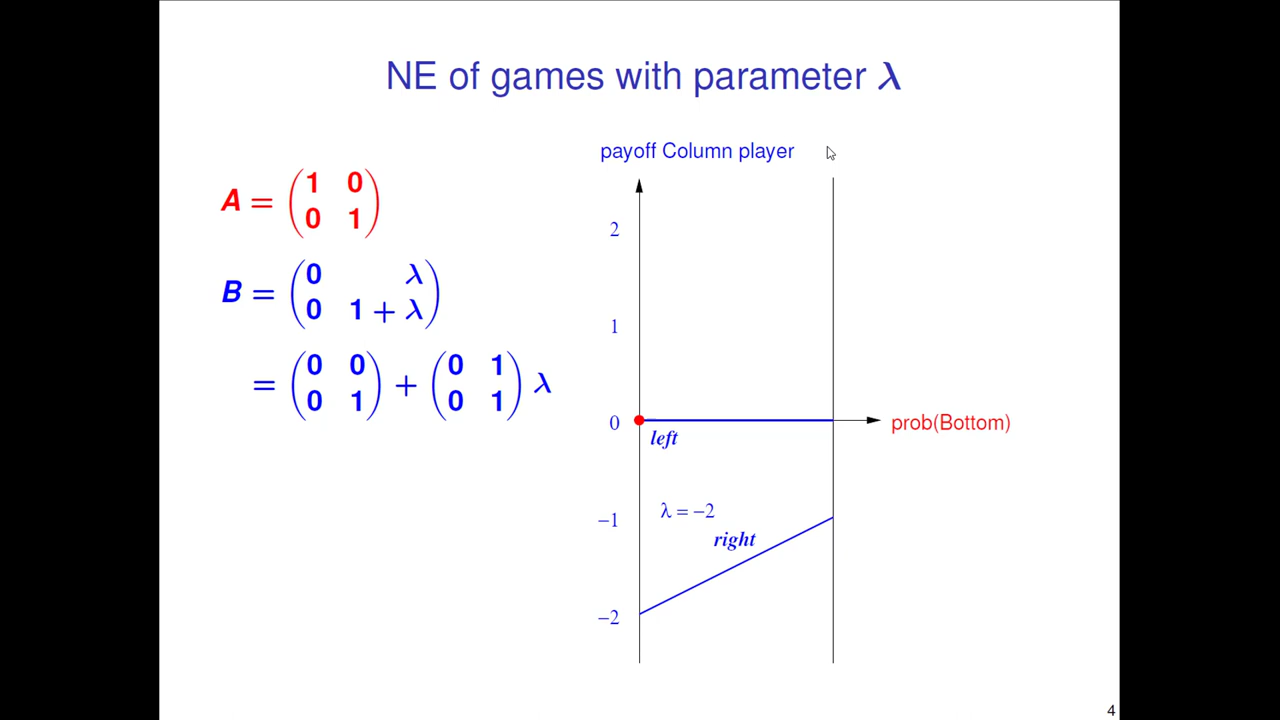 NE of games with parameter λ
A = (1 0
0 1)
B = (0 λ
0 1 + λ)
= (0 0
0 1) + (0 1
0 1) λ
payoff Column player
2
1
0
−1
−2
left
prob(Bottom)
λ = −2
right
4